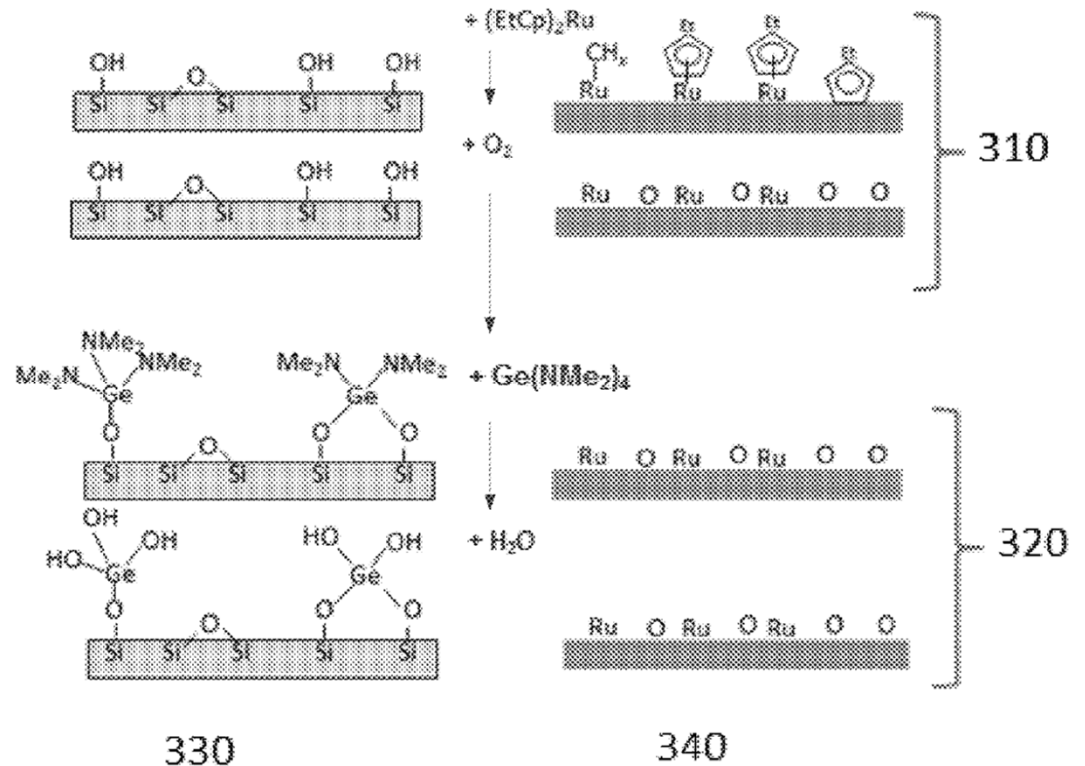 + (EtCp)₂Ru
OH O OH OH
Si Si Si Si Si
CHₓ Et Et Et
Ru Ru Ru
+ O₂
310
OH O OH OH
Si Si Si Si Si
Ru O Ru O Ru O O
NMe₂
Me₂N NMe₂ Me₂N NMe₂
Ge Ge
+ Ge(NMe₂)₄
O O O O
Si Si Si Si Si
Ru O Ru O Ru O O
OH
HO OH HO OH
Ge Ge
+ H₂O
320
O O O O
Si Si Si Si Si
Ru O Ru O Ru O O
330 340